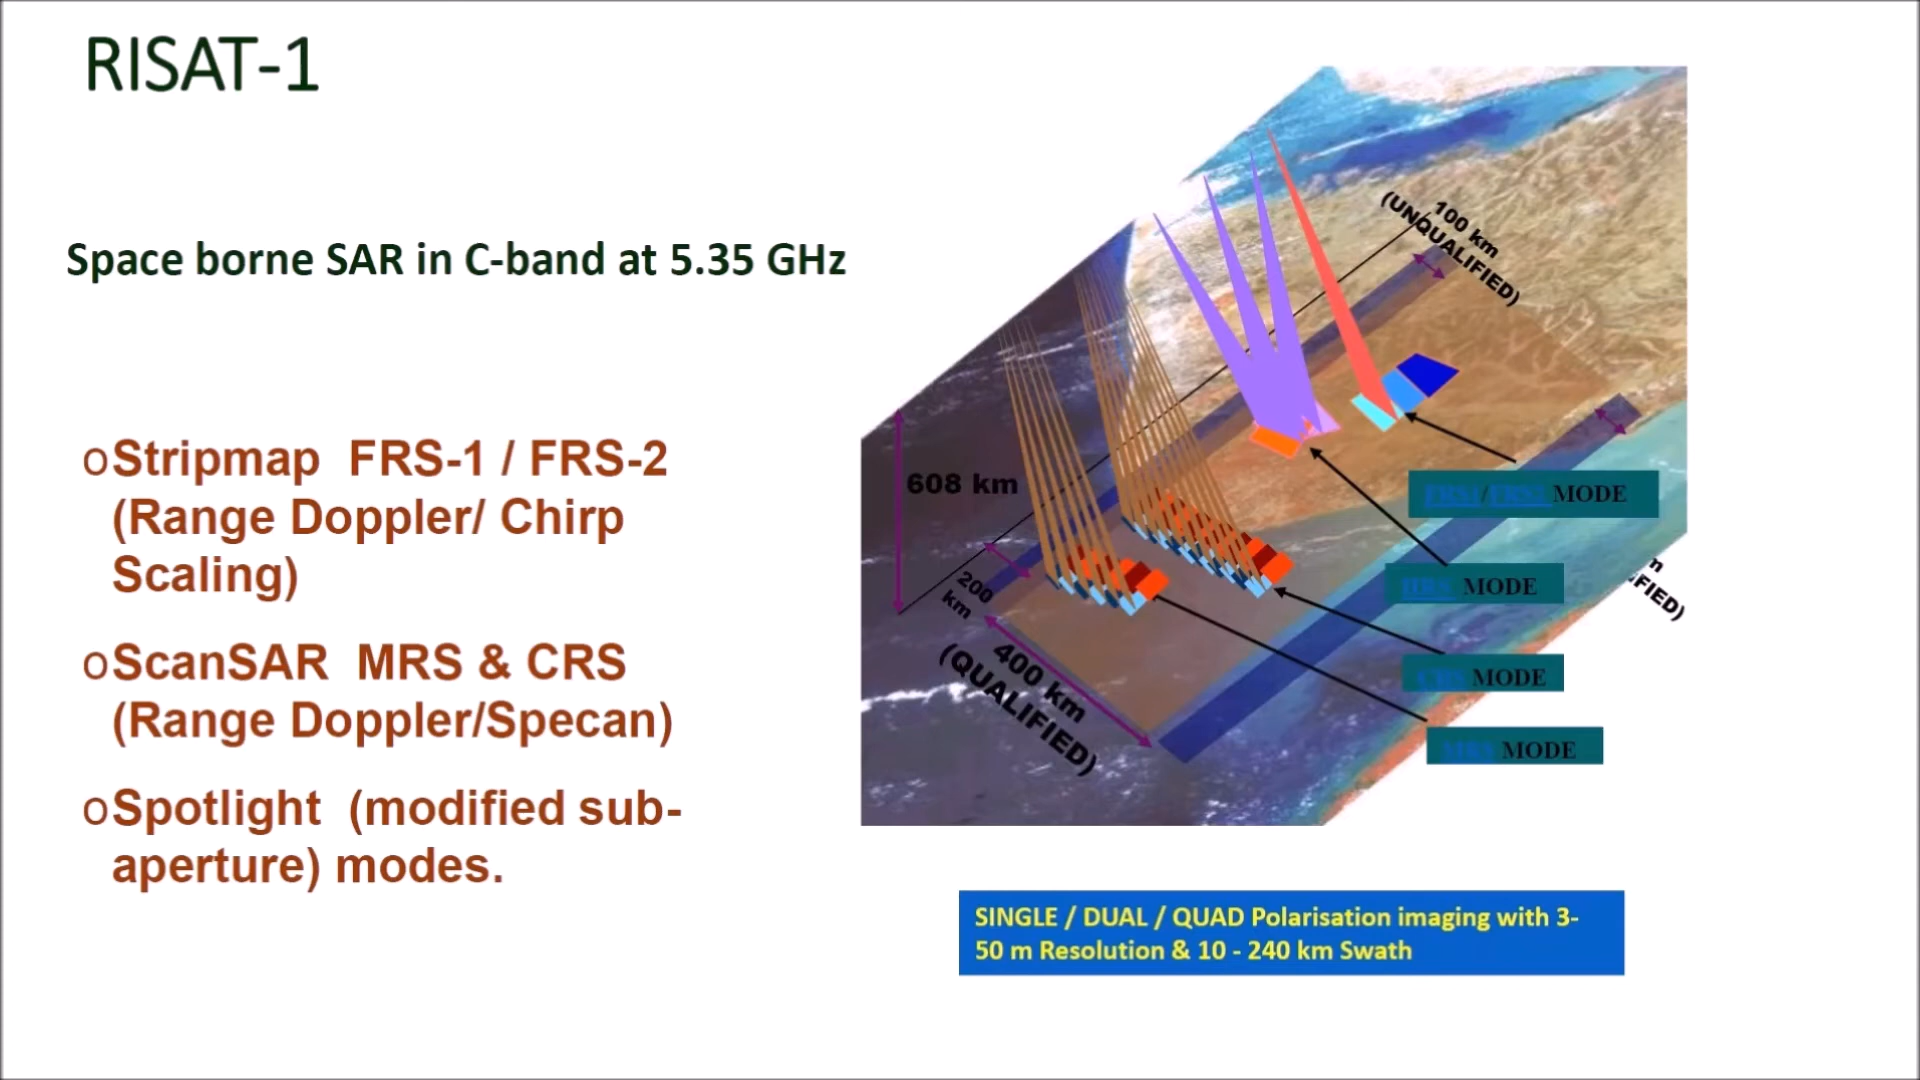 RISAT-1
Space borne SAR in C-band at 5.35 GHz
oStripmap FRS-1 / FRS-2
(Range Doppler/ Chirp
Scaling)
oScanSAR MRS & CRS
(Range Doppler/Specan)
oSpotlight (modified sub-
aperture) modes.
100 km
(UNQUALIFIED)
608 km
200
km
400 km
(QUALIFIED)
MODE
MODE
MODE
MODE
SINGLE / DUAL / QUAD Polarisation imaging with 3-
50 m Resolution & 10 - 240 km Swath